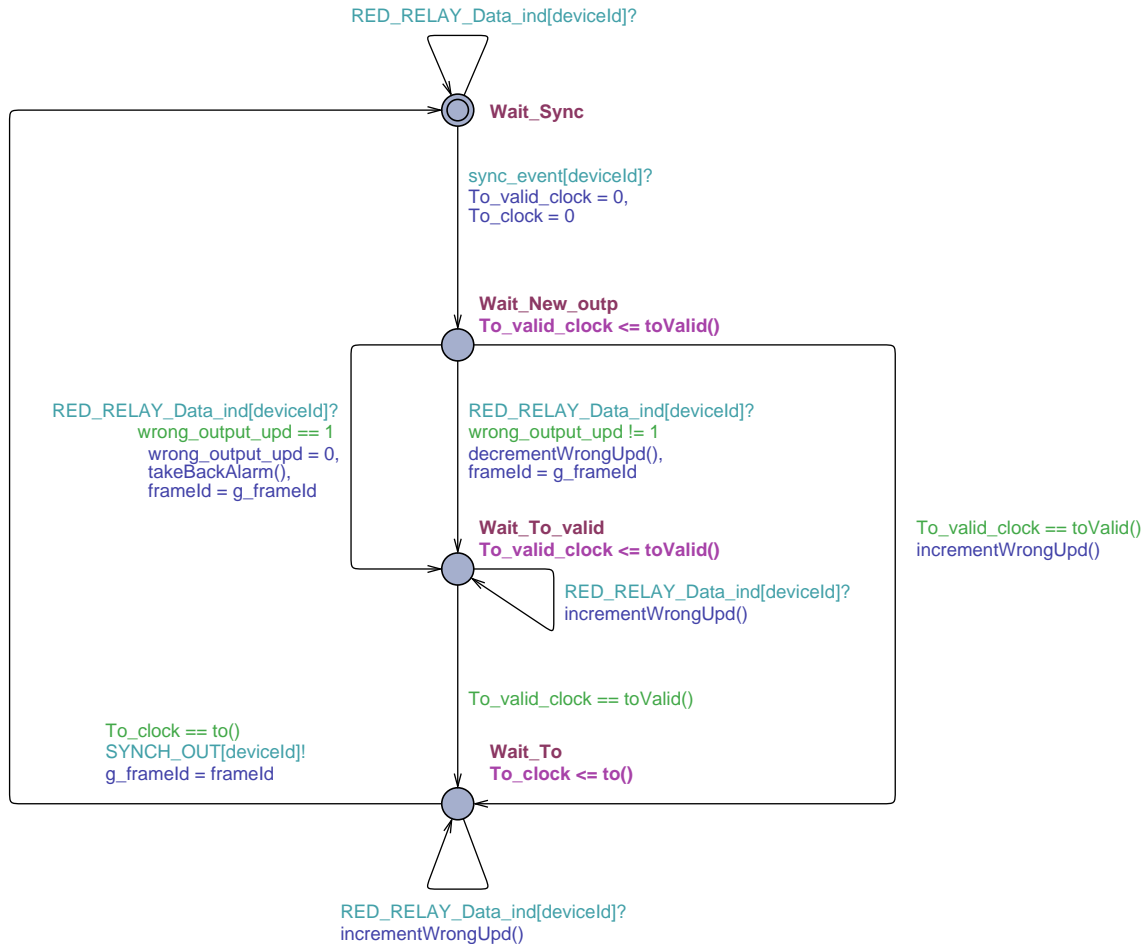 RED_RELAY_Data_ind[deviceId]?
Wait_Sync
sync_event[deviceId]?
To_valid_clock = 0,
To_clock = 0
Wait_New_outp
To_valid_clock <= toValid()
RED_RELAY_Data_ind[deviceId]?
wrong_output_upd == 1
wrong_output_upd = 0,
takeBackAlarm(),
frameId = g_frameId
RED_RELAY_Data_ind[deviceId]?
wrong_output_upd != 1
decrementWrongUpd(),
frameId = g_frameId
To_valid_clock == toValid()
incrementWrongUpd()
Wait_To_valid
To_valid_clock <= toValid()
RED_RELAY_Data_ind[deviceId]?
incrementWrongUpd()
To_valid_clock == toValid()
To_clock == to()
SYNCH_OUT[deviceId]!
g_frameId = frameId
Wait_To
To_clock <= to()
RED_RELAY_Data_ind[deviceId]?
incrementWrongUpd()